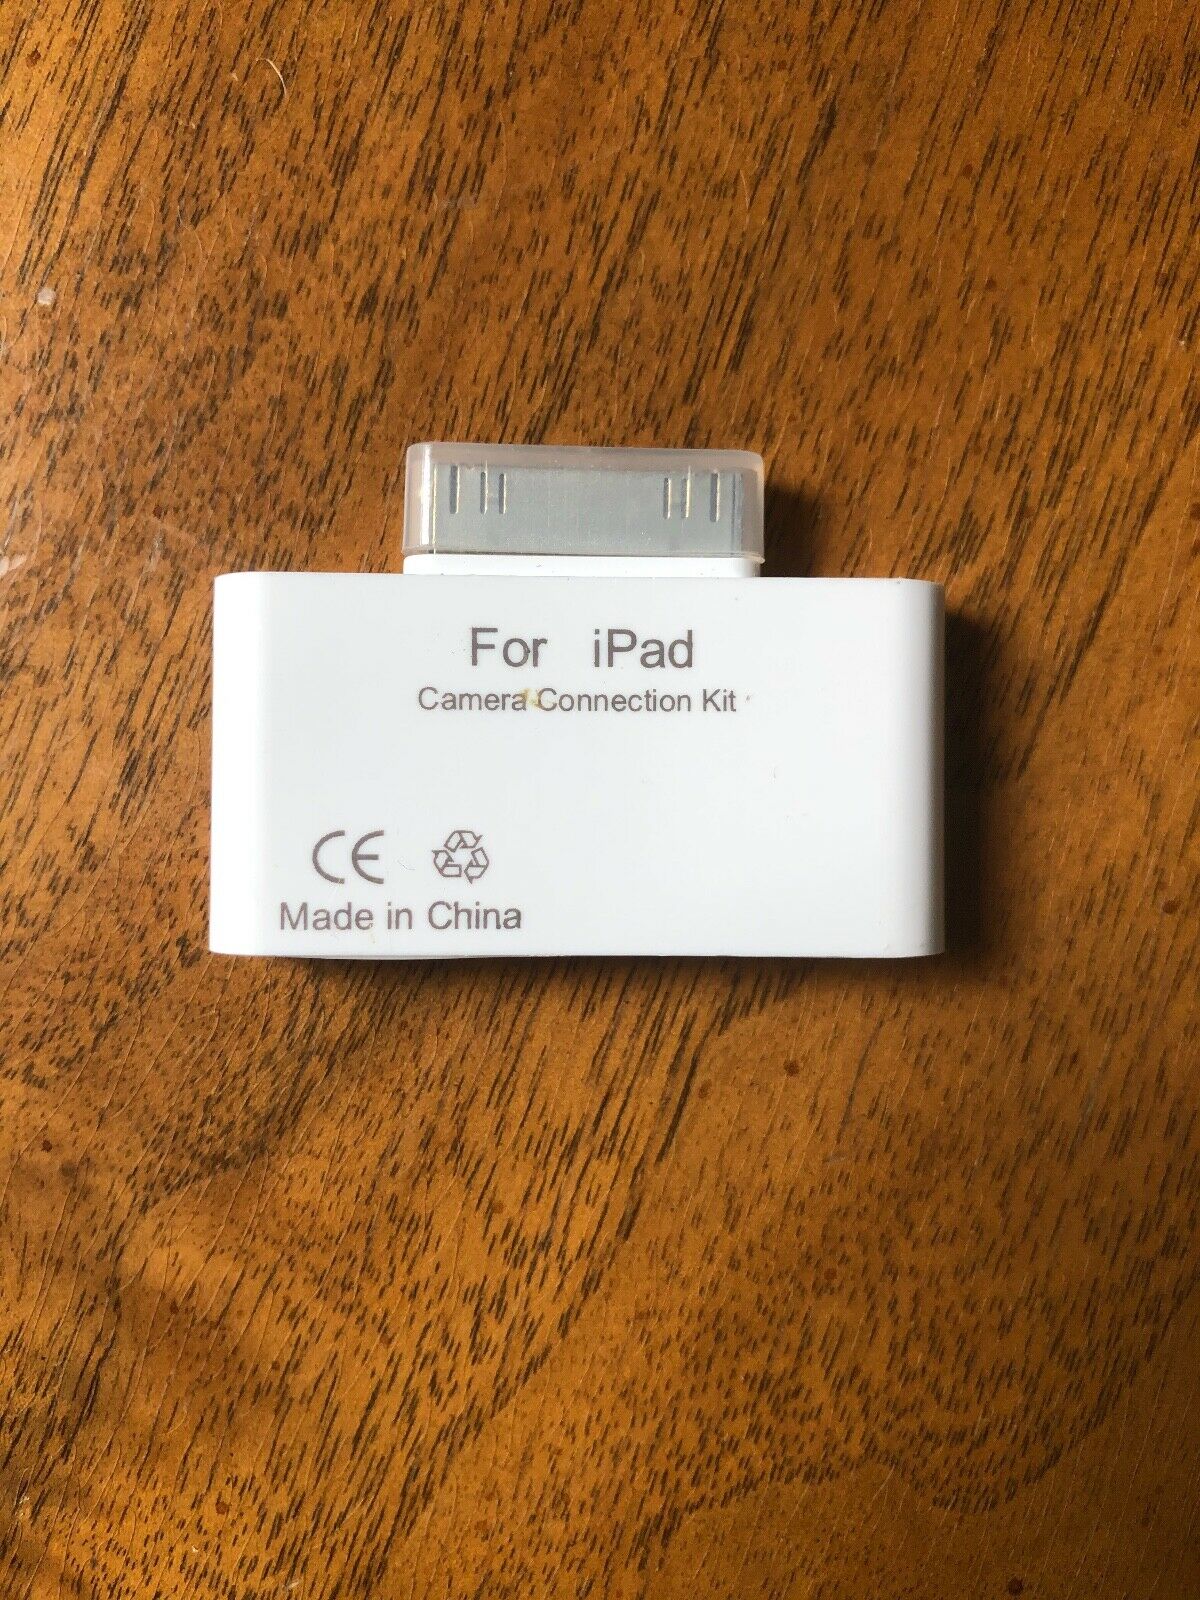 For iPad
Camera Connection Kit
CE
Made in China